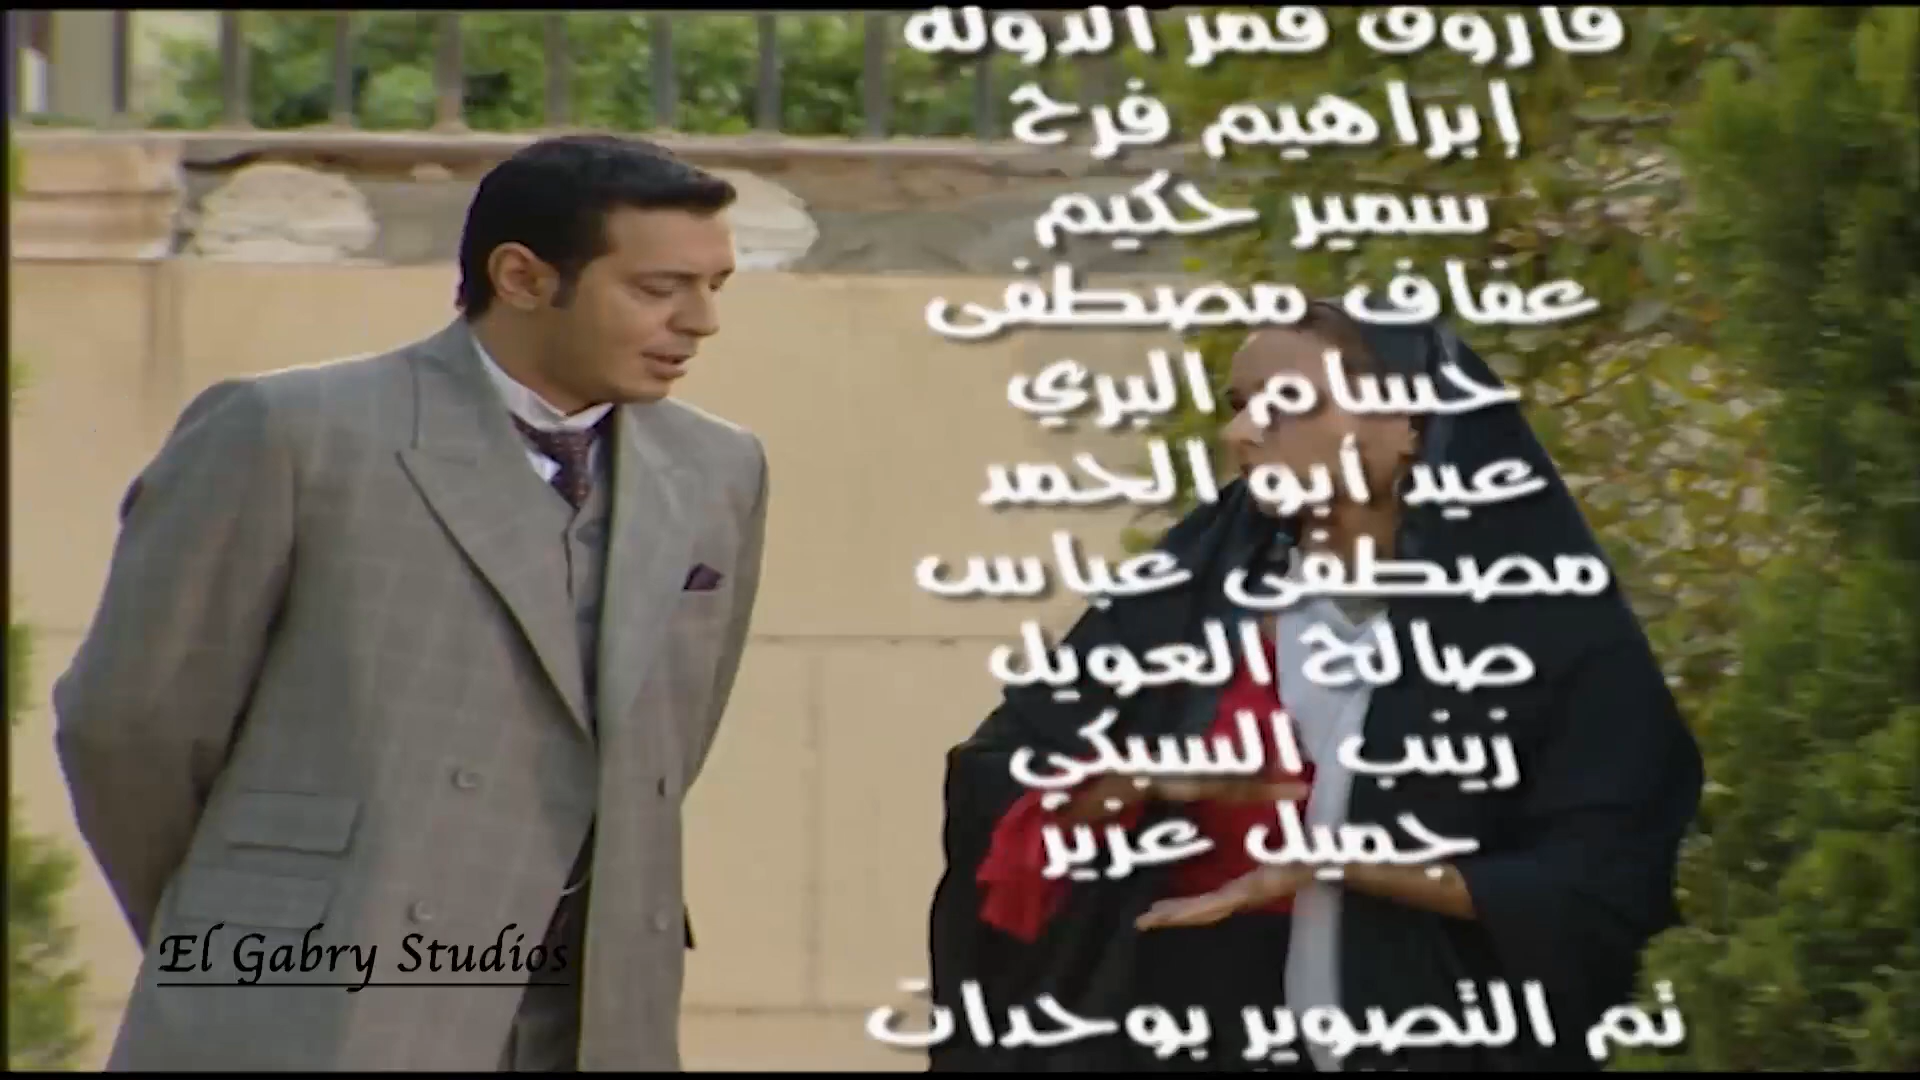 فاروق قمر الدولة
إبراهيم فرح
سمير حكيم
عفاف مصطفى
حسام البري
عيد أبو الحمد
مصطفى عباس
صالح العويل
زينب السبكي
جميل عزيز
El Gabry Studios
تم التصوير بوحدات